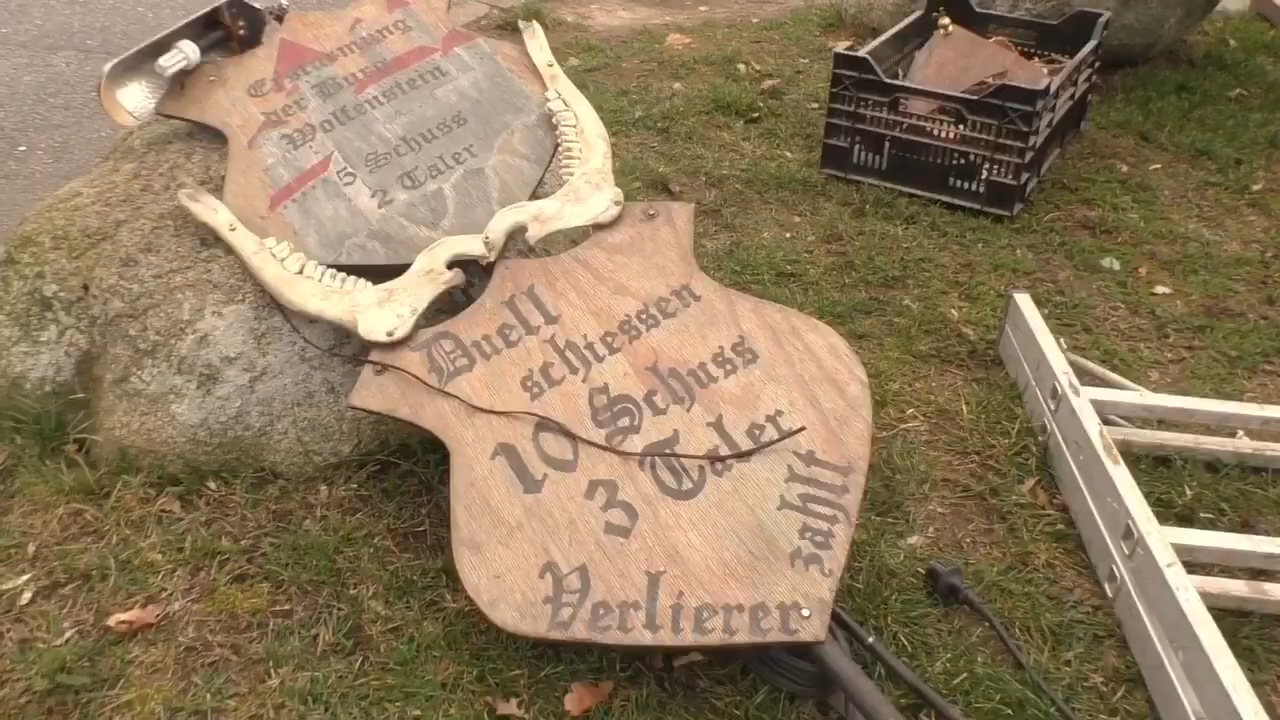 Erstürmung
der Burg
Wolfenstein
5 Schuss
2 Taler
Duell
schiessen
10 Schuss
3 Taler
Verlierer
zahlt